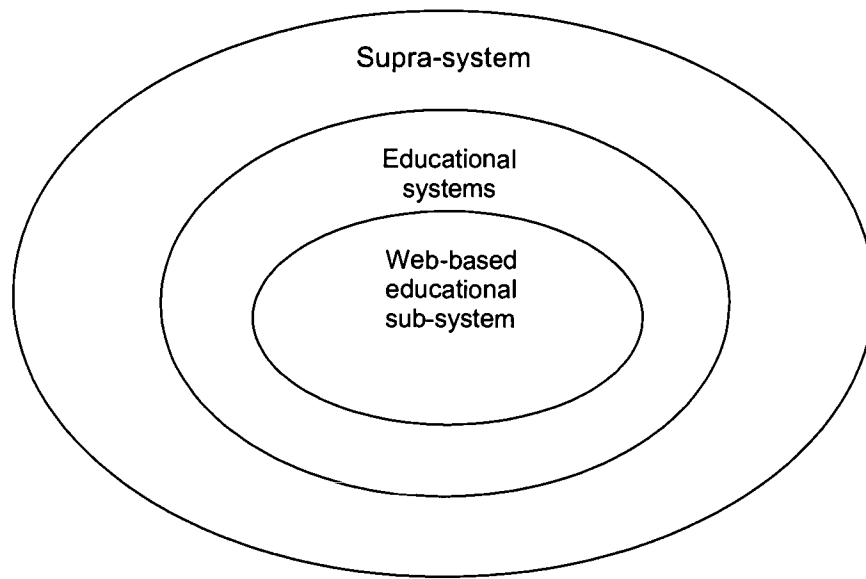 Supra-system
Educational
systems
Web-based
educational
sub-system